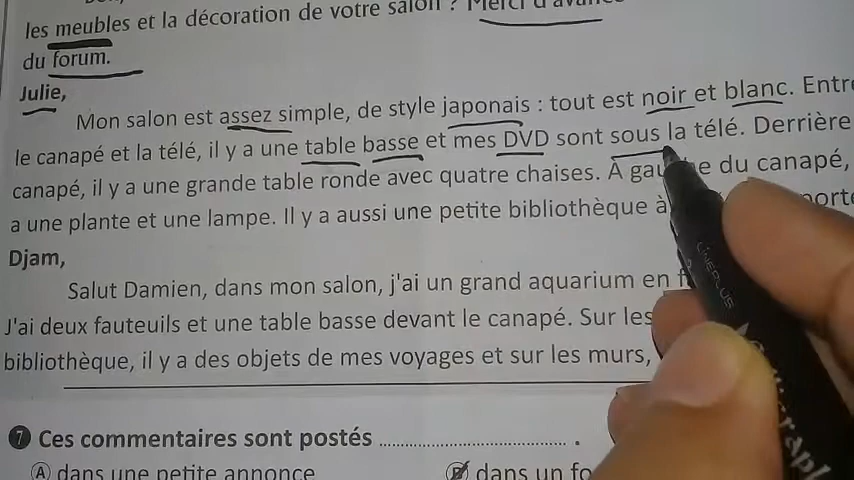 les meubles et la décoration de votre salon ? Merci d'avance
du forum.
Julie,
Mon salon est assez simple, de style japonais : tout est noir et blanc. Entre
le canapé et la télé, il y a une table basse et mes DVD sont sous la télé. Derrière
canapé, il y a une grande table ronde avec quatre chaises. À du canapé,
a une plante et une lampe. Il y a aussi une petite bibliothèque à
Djam,
Salut Damien, dans mon salon, j'ai un grand aquarium en
J'ai deux fauteuils et une table basse devant le canapé. Sur les
bibliothèque, il y a des objets de mes voyages et sur les murs,
7 Ces commentaires sont postés .............................. .
A dans une petite annonce
B dans un
LINEPLUS